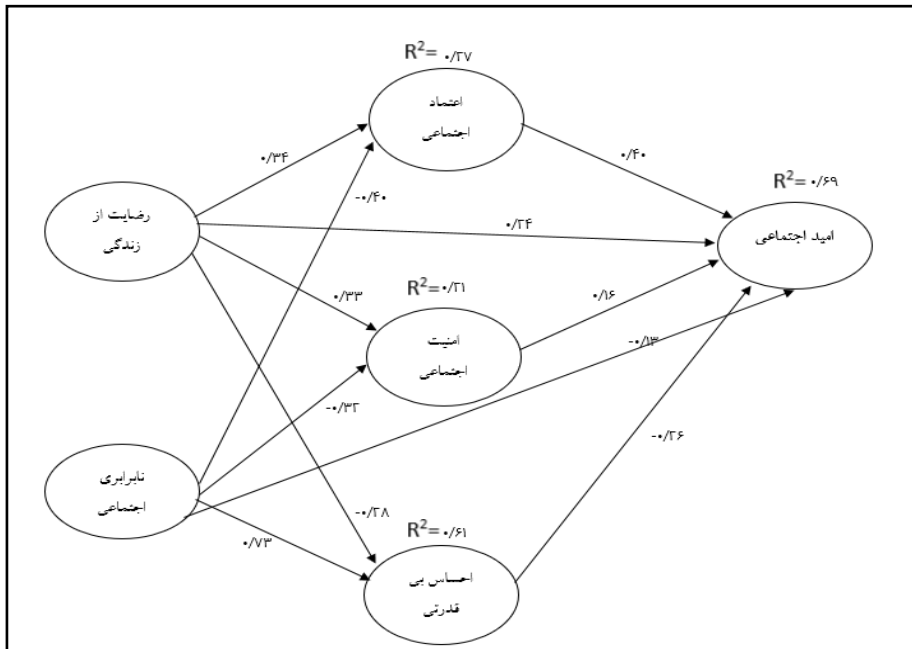 R²= ۰/۲۷
اعتماد
اجتماعی
۰/۳۴
۰/۴۰
-۰/۴۰
R²= ۰/۶۹
رضایت از
زندگی
۰/۲۴
امید اجتماعی
۰/۳۳
R²= ۰/۲۱
۰/۱۶
امنیت
اجتماعی
-۰/۱۳
-۰/۳۲
-۰/۲۶
نابرابری
اجتماعی
-۰/۲۸
۰/۷۳
R²= ۰/۶۱
احساس بی
قدرتی